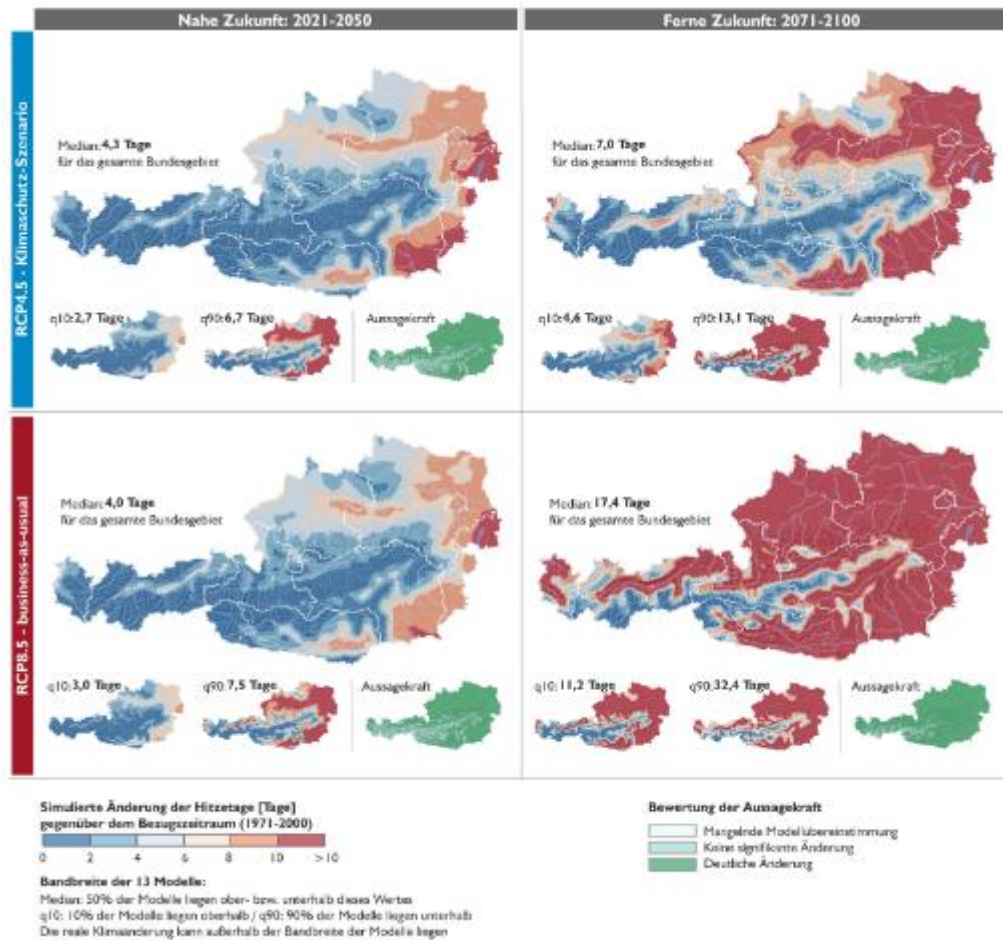 Nahe Zukunft: 2021-2050
Ferne Zukunft: 2071-2100
RCP4.5 - Klimaschutz-Szenario
Median: 4,3 Tage
für das gesamte Bundesgebiet
q10: 2,7 Tage
q90: 6,7 Tage
Aussagekraft
Median: 7,0 Tage
für das gesamte Bundesgebiet
q10: 4,6 Tage
q90: 13,1 Tage
Aussagekraft
RCP8.5 - business-as-usual
Median: 4,0 Tage
für das gesamte Bundesgebiet
q10: 3,0 Tage
q90: 7,5 Tage
Aussagekraft
Median: 17,4 Tage
für das gesamte Bundesgebiet
q10: 11,2 Tage
q90: 32,4 Tage
Aussagekraft
Simulierte Änderung der Hitzetage [Tage]
gegenüber dem Bezugszeitraum (1971-2000)
0 2 4 6 8 10 >10
Bandbreite der 13 Modelle:
Median: 50% der Modelle liegen ober- bzw. unterhalb dieses Wertes
q10: 10% der Modelle liegen oberhalb / q90: 90% der Modelle liegen unterhalb
Die reale Klimaänderung kann außerhalb der Bandbreite der Modelle liegen
Bewertung der Aussagekraft
Mangelnde Modellübereinstimmung
Keine signifikante Änderung
Deutliche Änderung